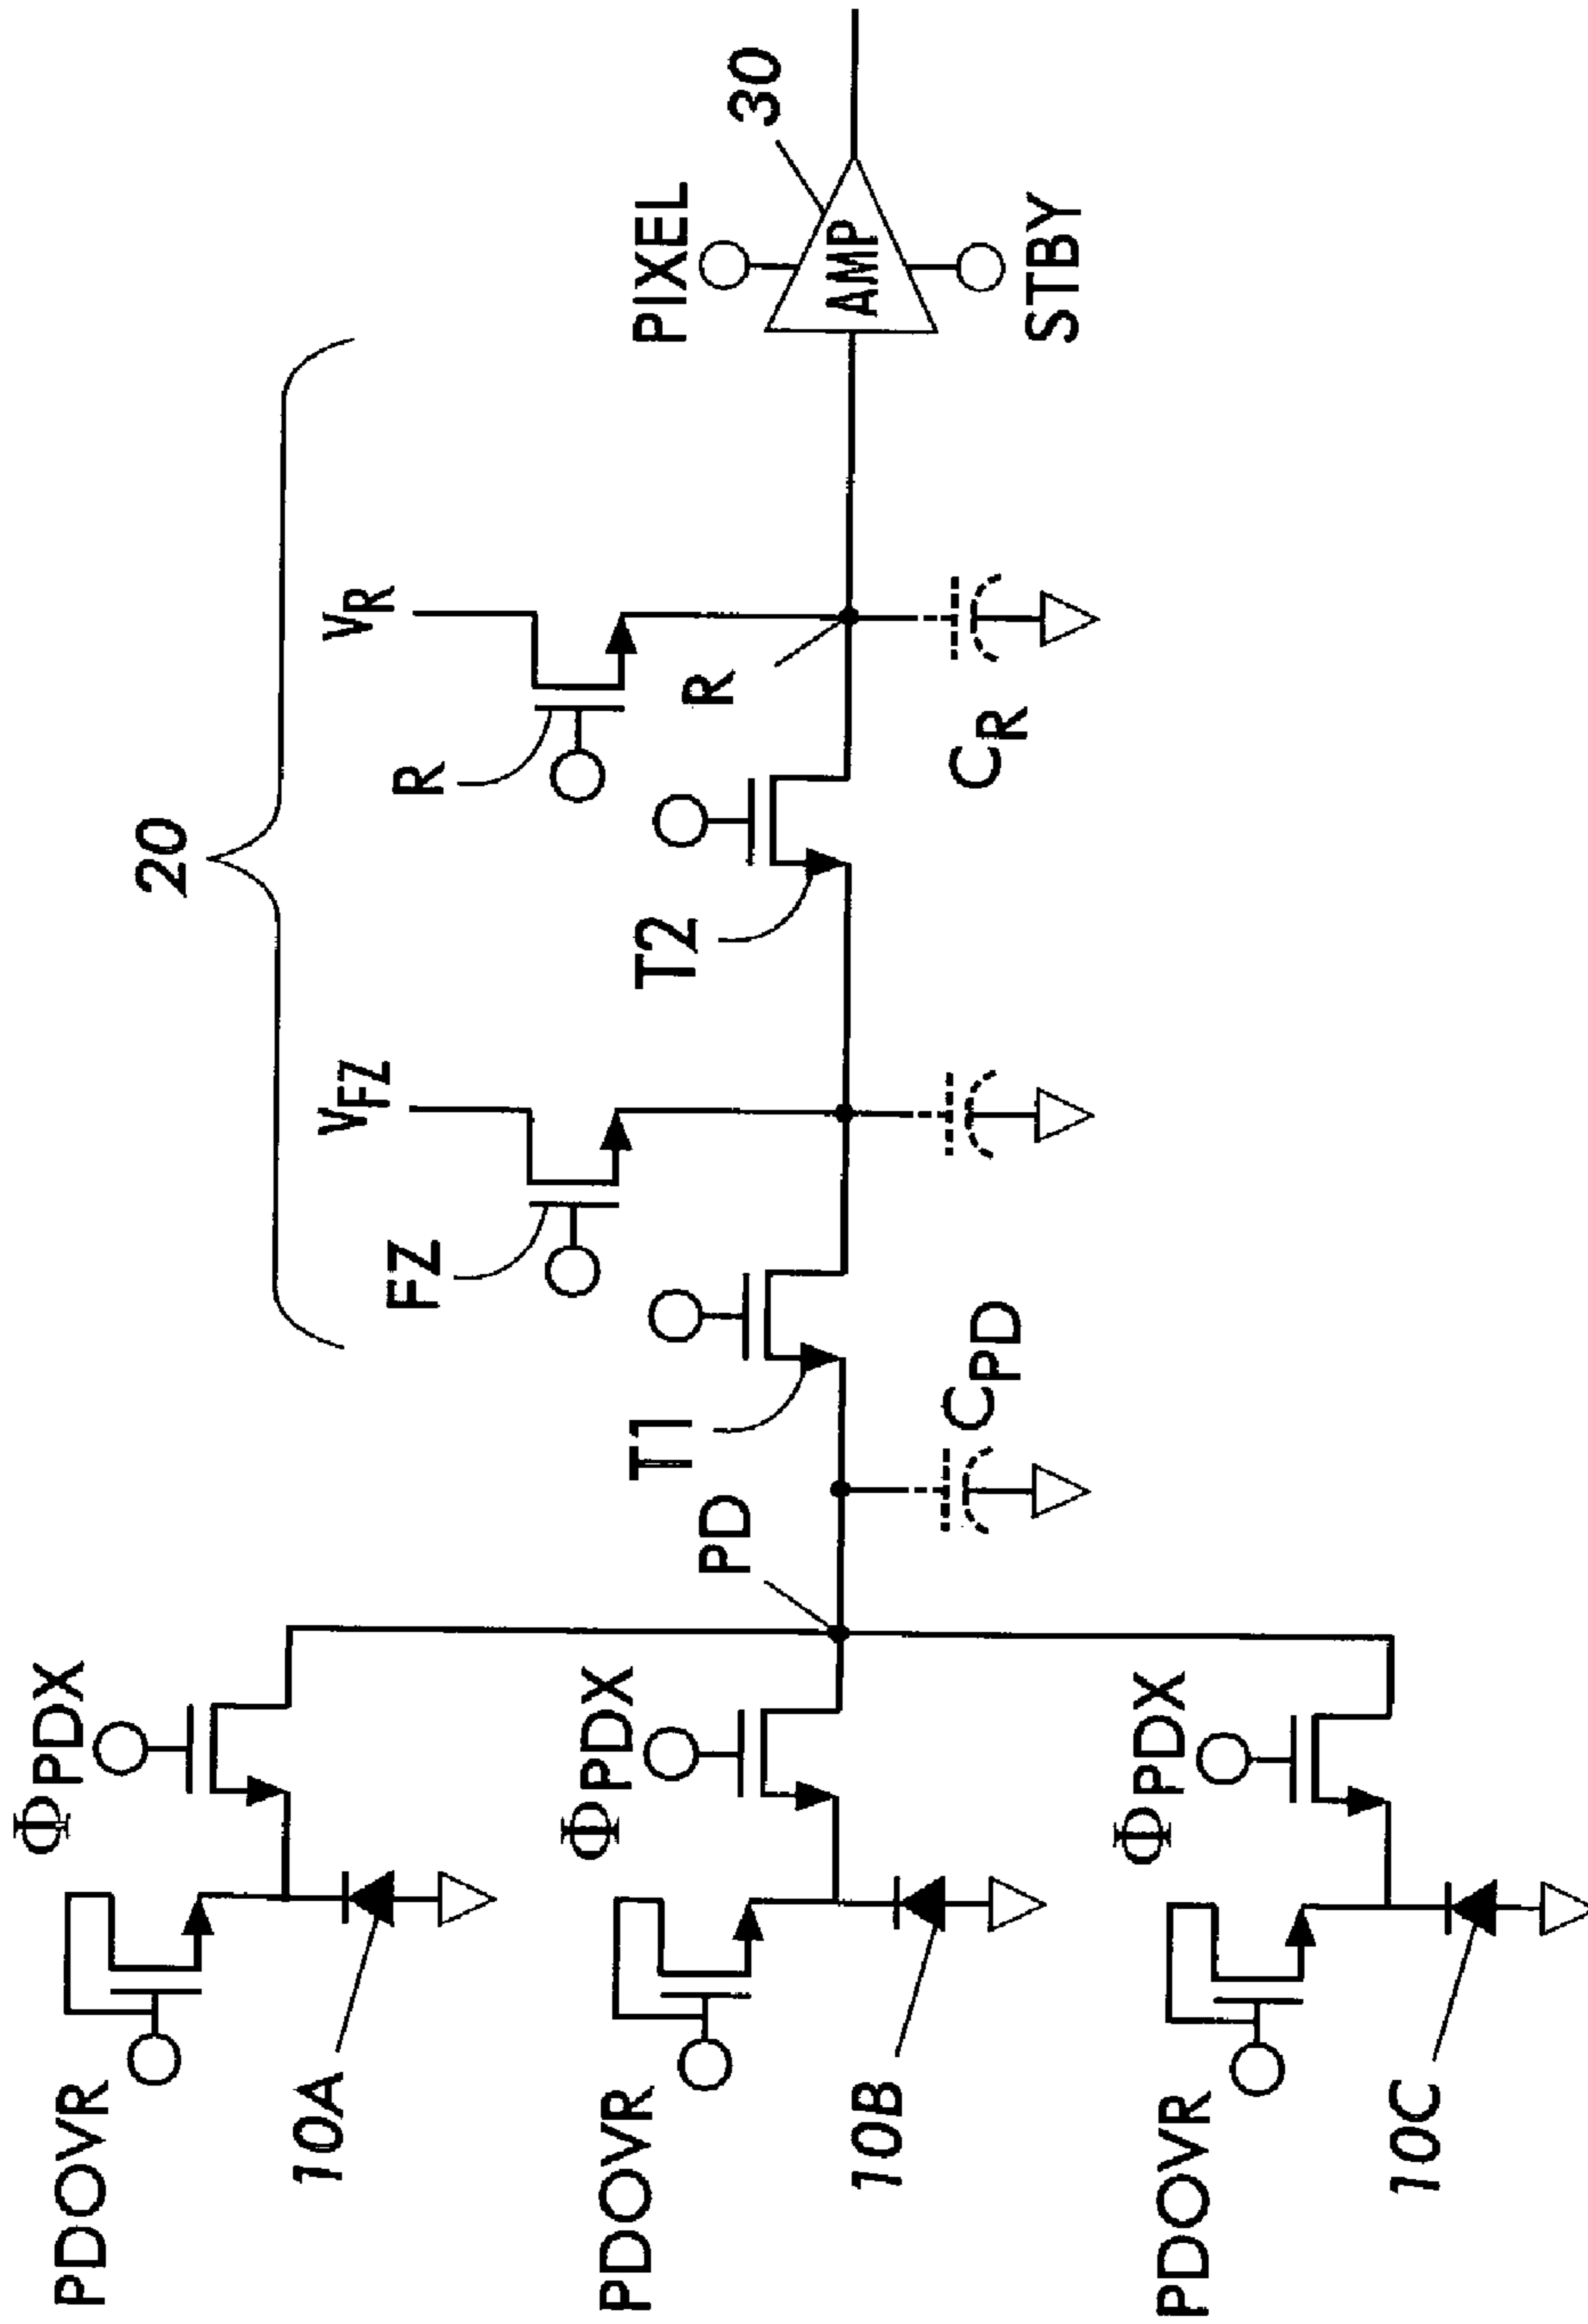 20
VFZ
VR
FZ
R
T1
T2
R
PIXEL
30
AMP
STBY
PD
CPD
CR
PDOVR
ΦPDX
10A
PDOVR
ΦPDX
10B
PDOVR
ΦPDX
10C